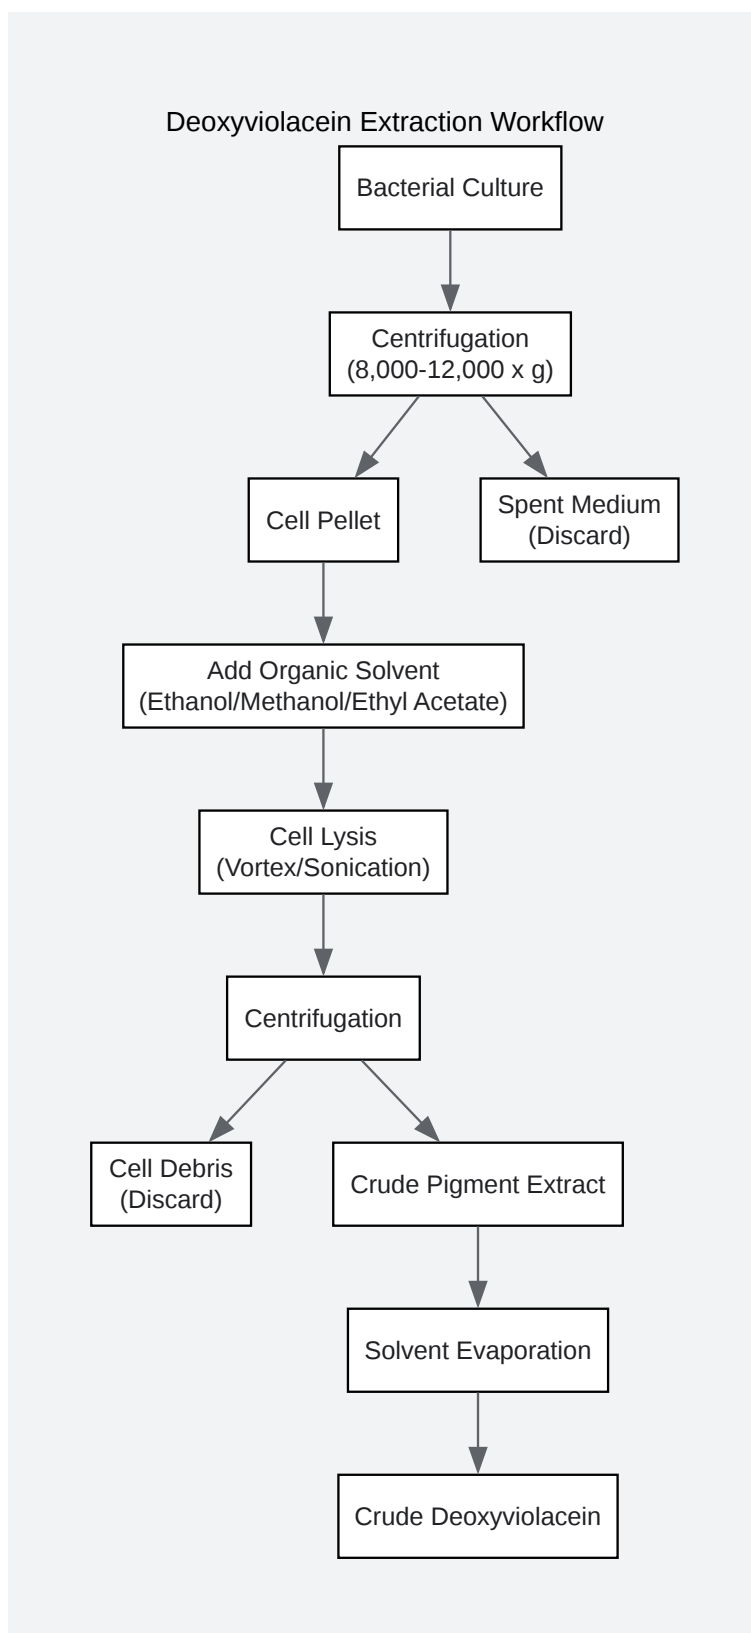 Deoxyviolacein Extraction Workflow
Bacterial Culture
Centrifugation
(8,000-12,000 x g)
Cell Pellet
Spent Medium
(Discard)
Add Organic Solvent
(Ethanol/Methanol/Ethyl Acetate)
Cell Lysis
(Vortex/Sonication)
Centrifugation
Cell Debris
(Discard)
Crude Pigment Extract
Solvent Evaporation
Crude Deoxyviolacein